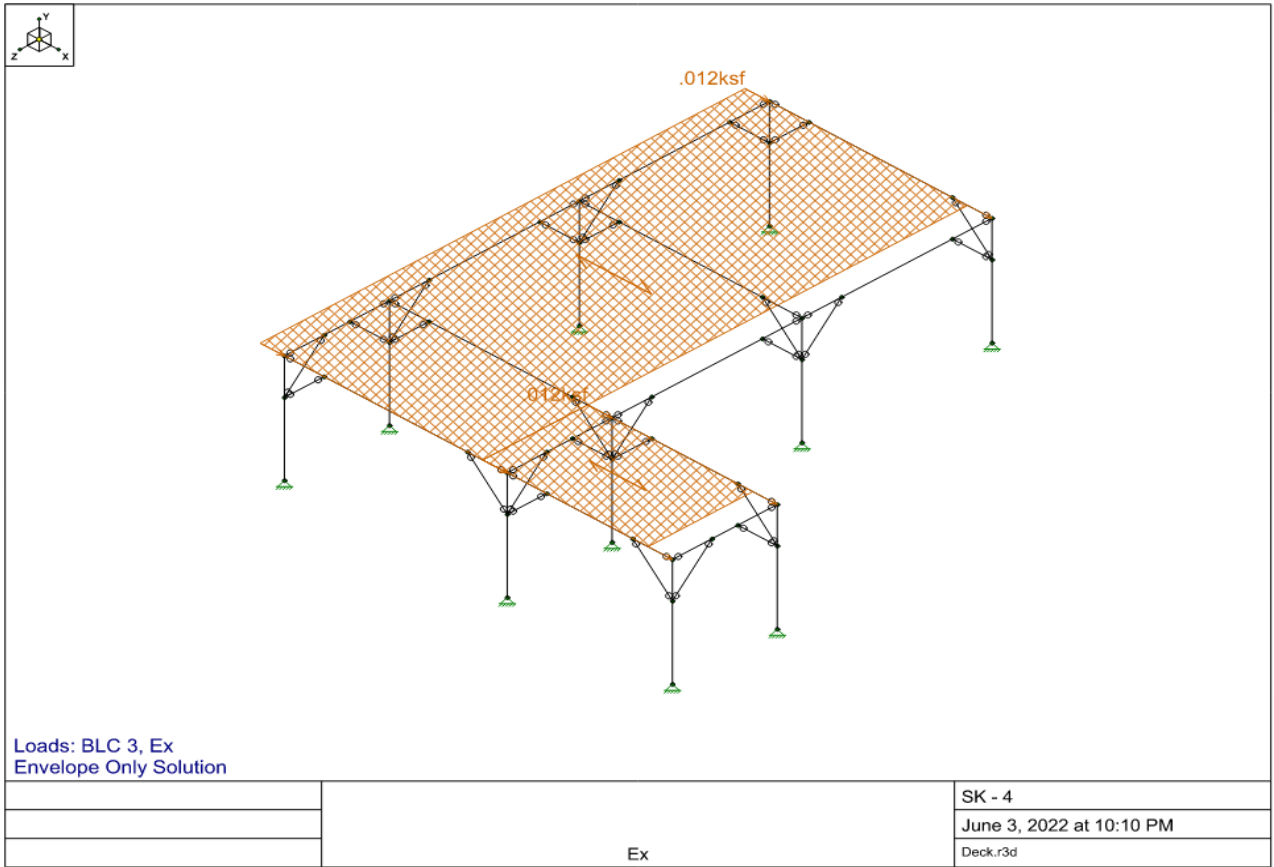 Y
Z X
.012ksf
.012ksf
Loads: BLC 3, Ex
Envelope Only Solution
SK - 4
June 3, 2022 at 10:10 PM
Ex
Deck.r3d